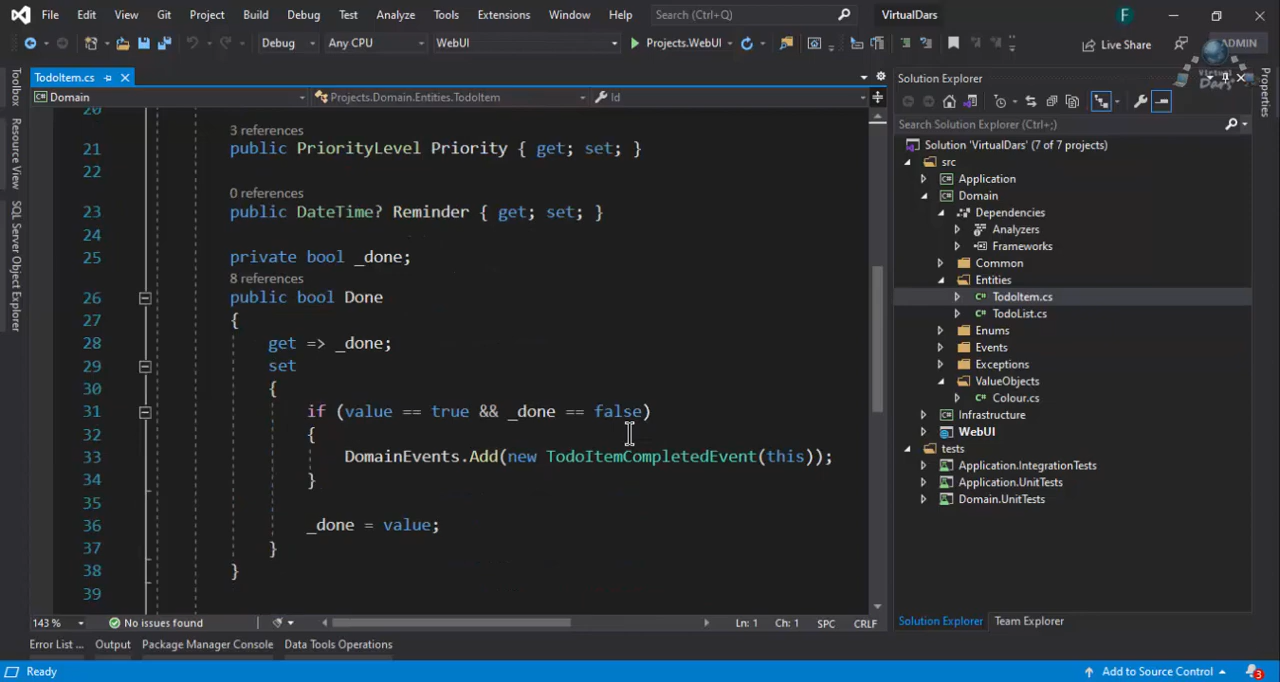 File Edit View Git Project Build Debug Test Analyze Tools Extensions Window Help Search (Ctrl+Q) VirtualDars F
Debug Any CPU WebUI Projects.WebUI Live Share ADMIN
Virtual
Dars
Toolbox
Resource View
SQL Server Object Explorer
TodoItem.cs
Domain Projects.Domain.Entities.TodoItem Id
20
3 references
21 public PriorityLevel Priority { get; set; }
22
0 references
23 public DateTime? Reminder { get; set; }
24
25 private bool _done;
8 references
26 public bool Done
27 {
28 get => _done;
29 set
30 {
31 if (value == true && _done == false)
32 {
33 DomainEvents.Add(new TodoItemCompletedEvent(this));
34 }
35
36 _done = value;
37 }
38 }
39
143 % No issues found Ln: 1 Ch: 1 SPC CRLF
Error List ... Output Package Manager Console Data Tools Operations
Solution Explorer
Search Solution Explorer (Ctrl+;)
Solution 'VirtualDars' (7 of 7 projects)
src
Application
Domain
Dependencies
Analyzers
Frameworks
Common
Entities
TodoItem.cs
TodoList.cs
Enums
Events
Exceptions
ValueObjects
Colour.cs
Infrastructure
WebUI
tests
Application.IntegrationTests
Application.UnitTests
Domain.UnitTests
Solution Explorer Team Explorer
Properties
Ready Add to Source Control 3